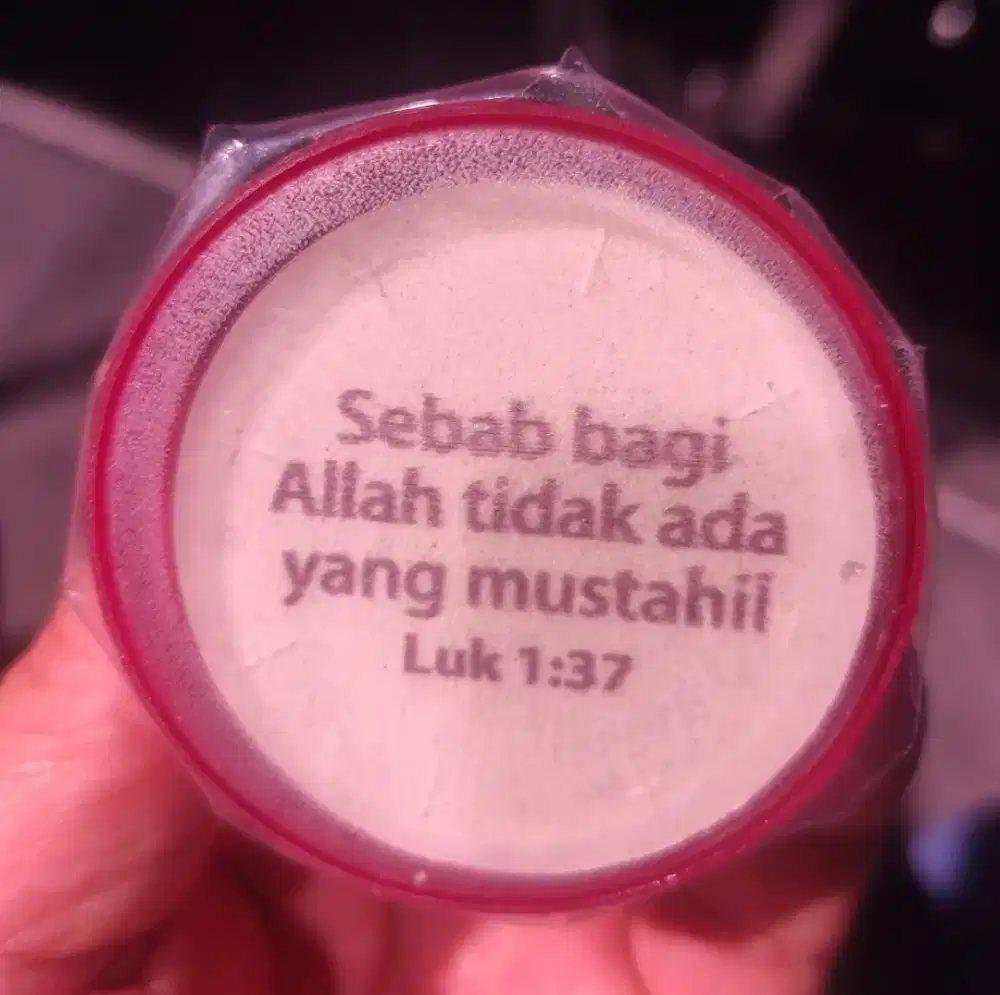 Sebab bagi
Allah tidak ada
yang mustahil
Luk 1:37